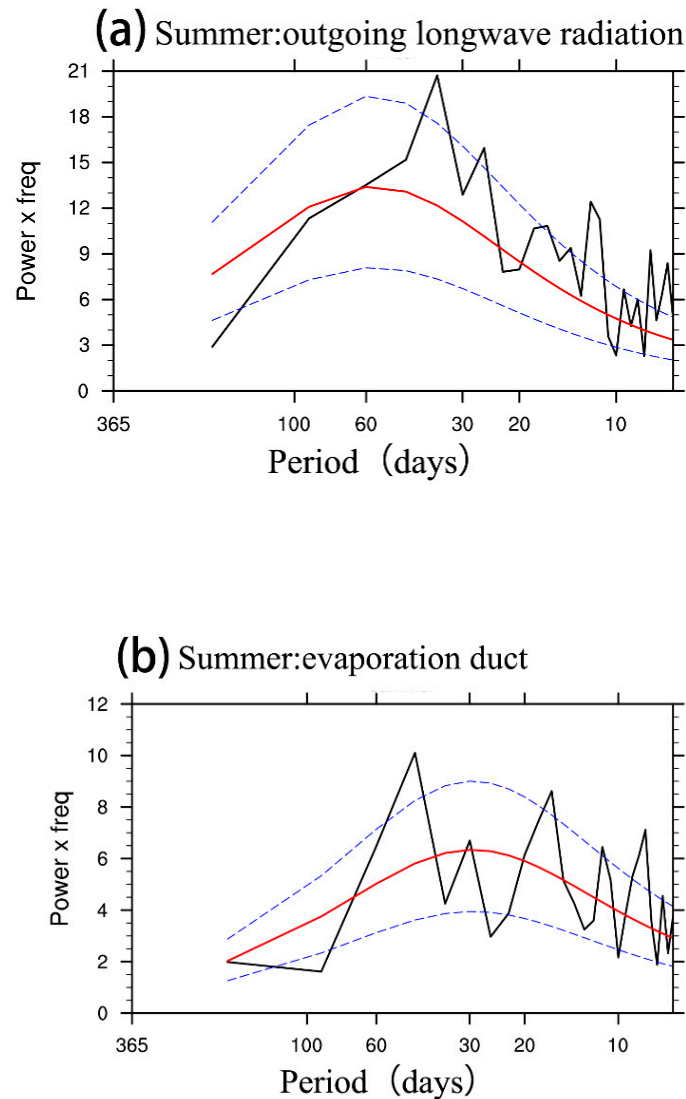 (a) Summer:outgoing longwave radiation
21
18
15
12
9
6
3
0
Power x freq
365 100 60 30 20 10
Period (days)
(b) Summer:evaporation duct
12
10
8
6
4
2
0
Power x freq
365 100 60 30 20 10
Period (days)